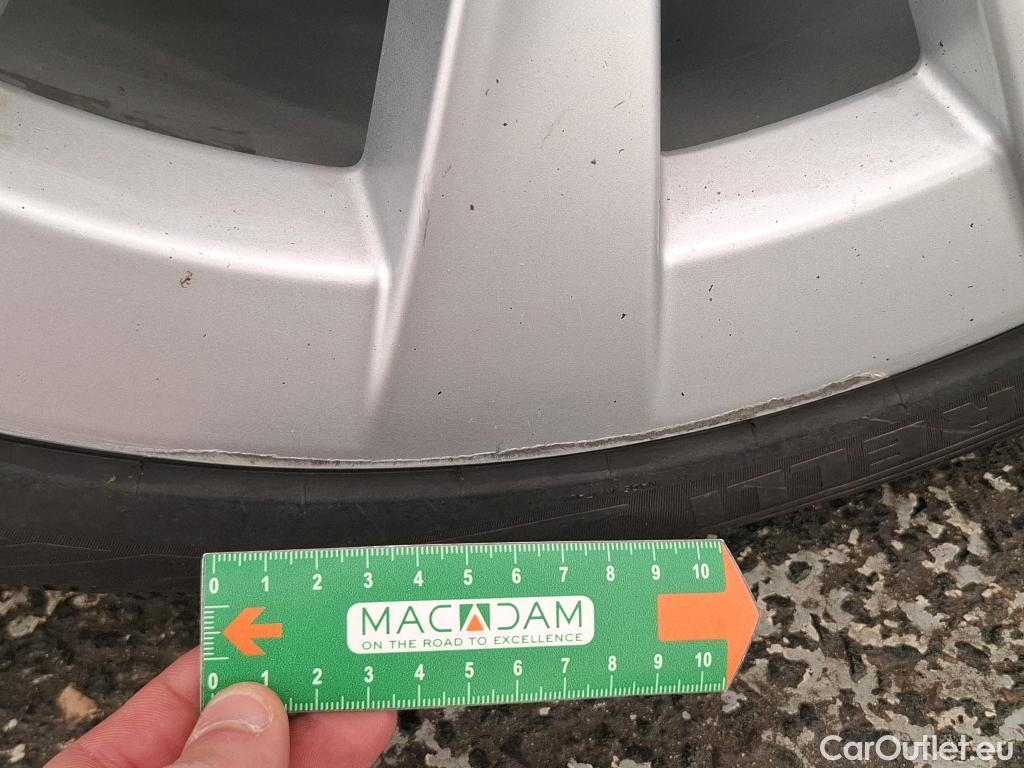 0 1 2 3 4 5 6 7 8 9 10
MACADAM
ON THE ROAD TO EXCELLENCE
0 1 2 3 4 5 6 7 8 9 10
CarOutlet.eu